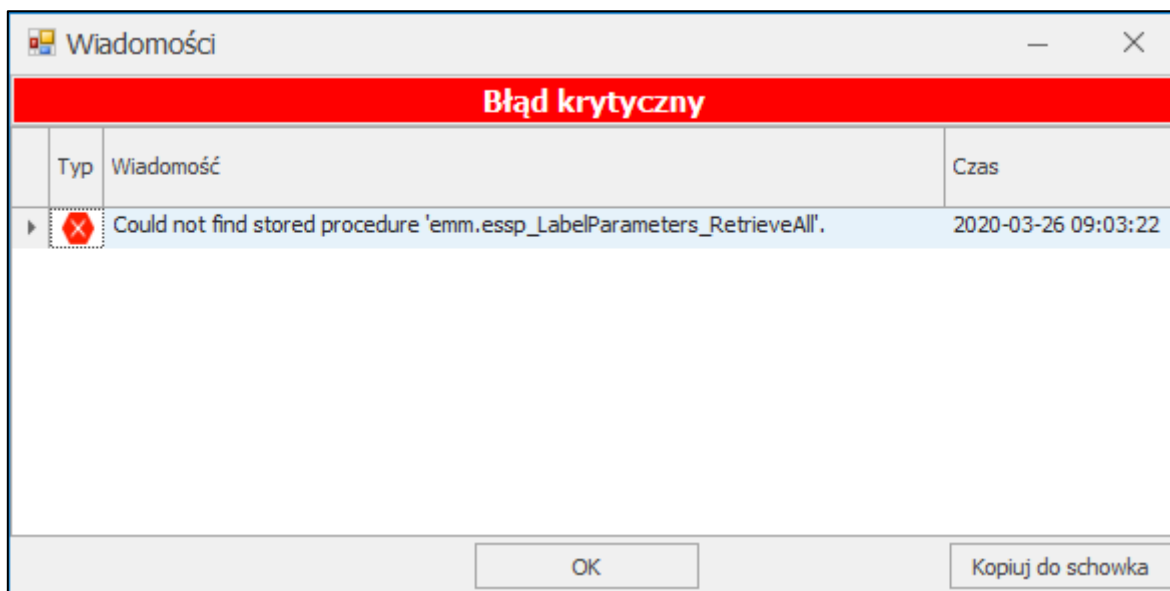 Wiadomości
Błąd krytyczny
Typ Wiadomość Czas
Could not find stored procedure 'emm.essp_LabelParameters_RetrieveAll'. 2020-03-26 09:03:22
OK Kopiuj do schowka